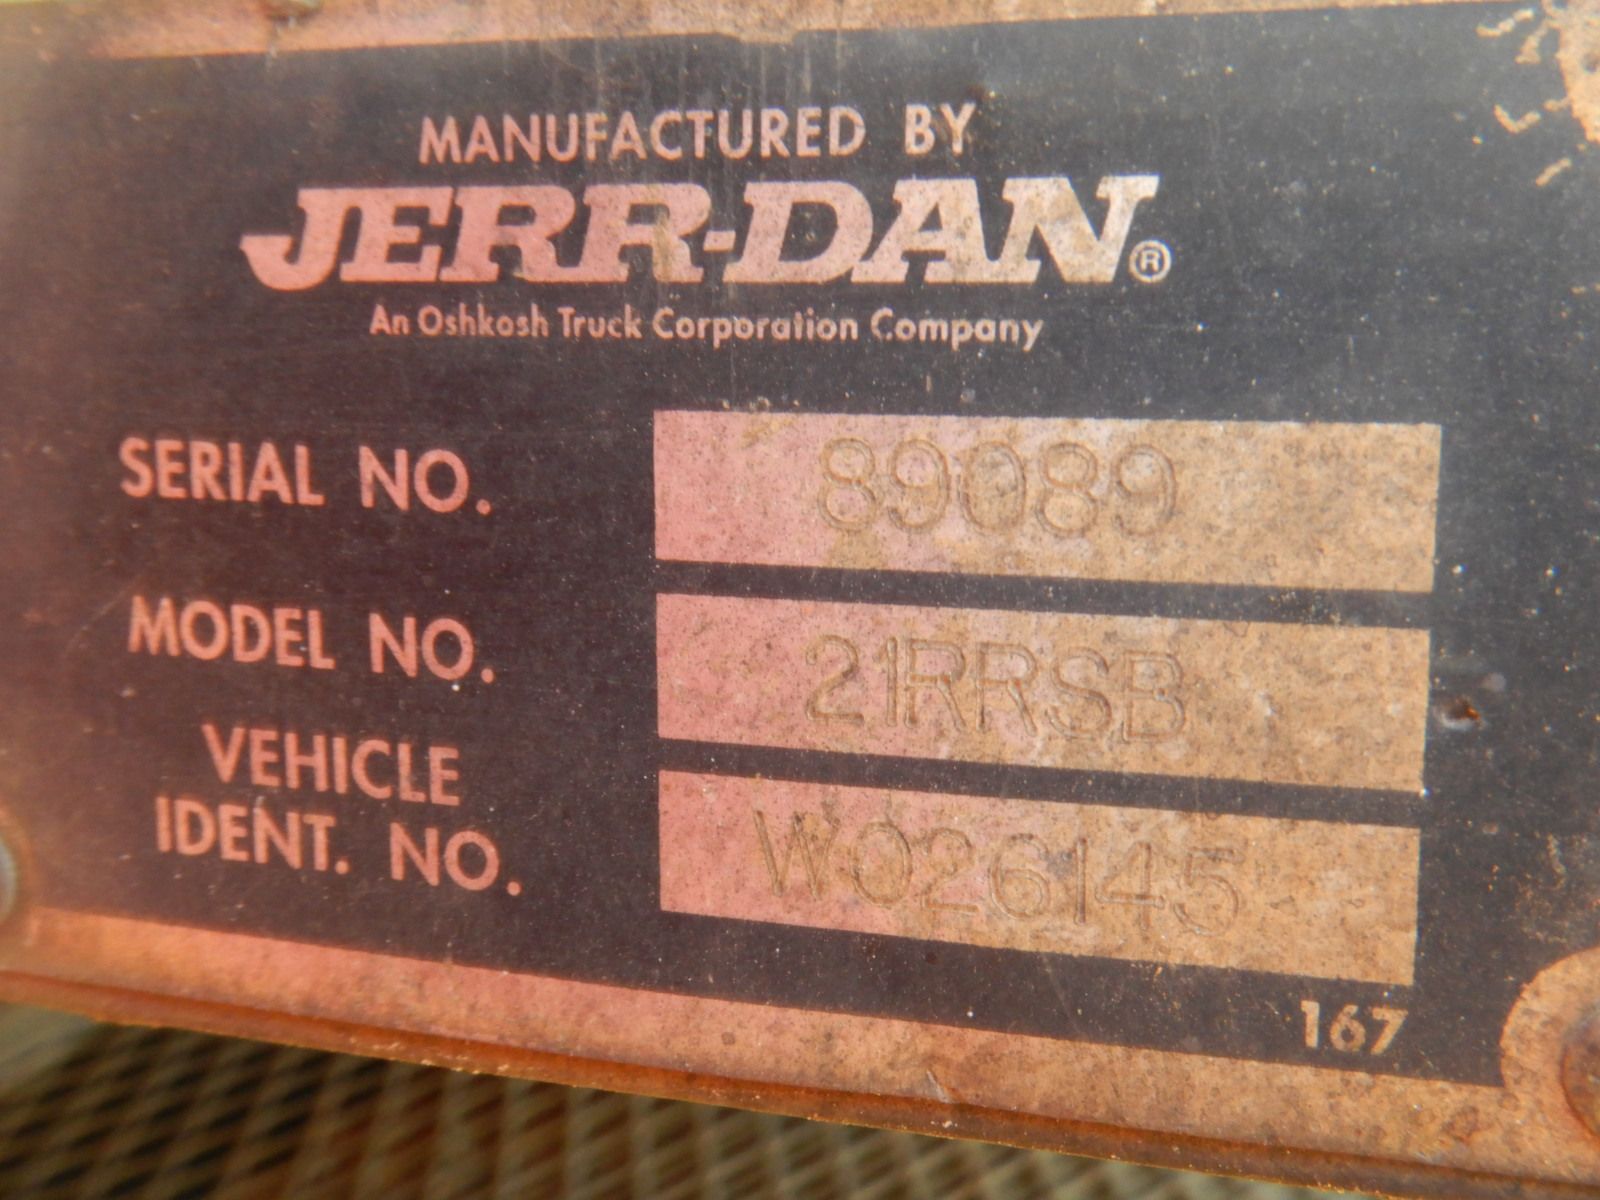 MANUFACTURED BY
JERR-DAN®
An Oshkosh Truck Corporation Company
SERIAL NO. 89089
MODEL NO. 21RRSB
VEHICLE
IDENT. NO. W026145
167